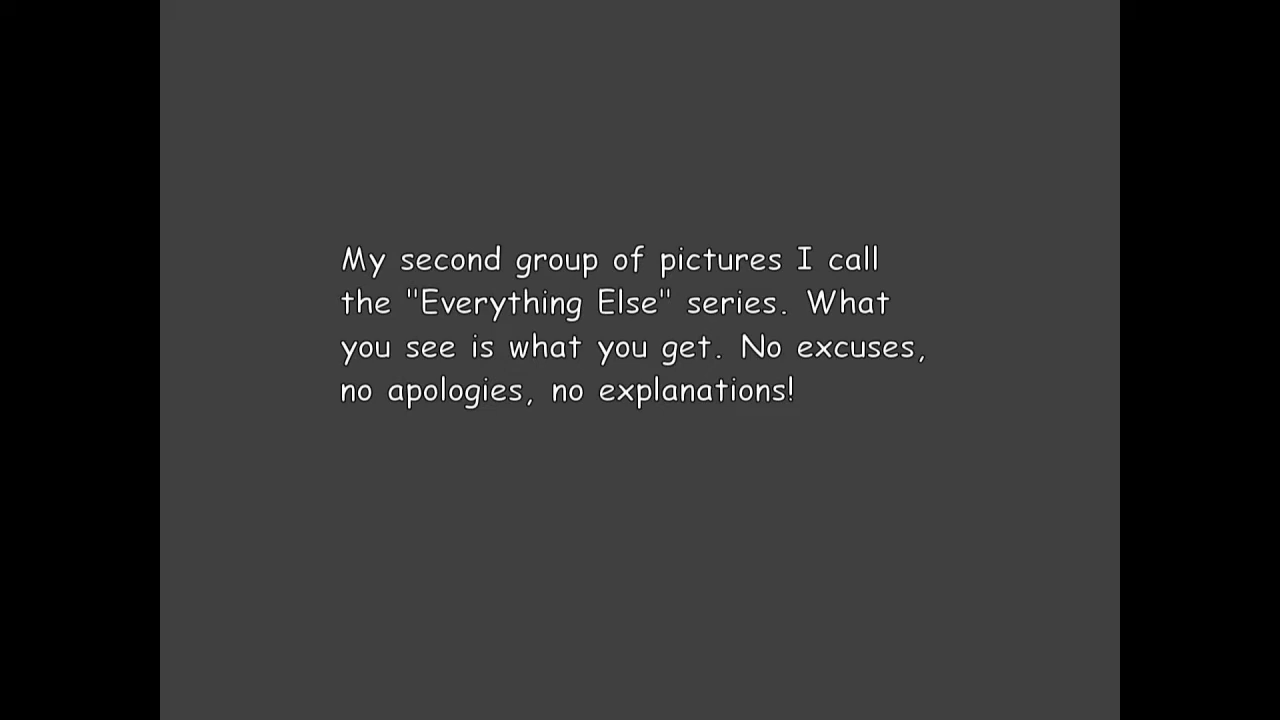 My second group of pictures I call
the "Everything Else" series. What
you see is what you get. No excuses,
no apologies, no explanations!